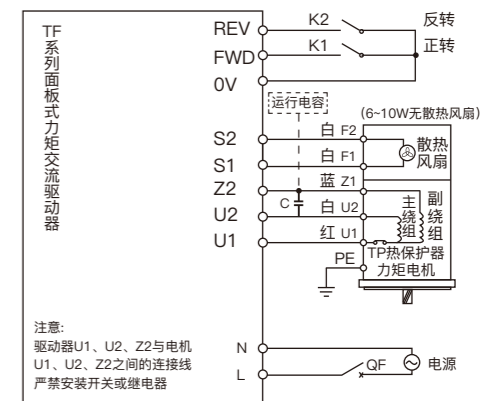 TF系列面板式力矩交流驱动器
REV
K2
反转
FWD
K1
正转
0V
运行电容
(6~10W无散热风扇)
S2
白 F2
散热
风扇
S1
白 F1
Z2
蓝 Z1
C
U2
白 U2
主绕组
副绕组
U1
红 U1
TP热保护器
PE
力矩电机
注意:
驱动器U1、U2、Z2与电机
U1、U2、Z2之间的连接线
严禁安装开关或继电器
N
L
QF
电源